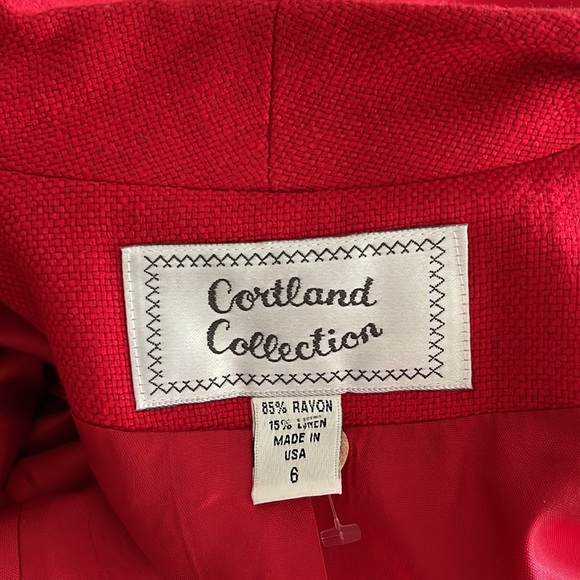 Cortland
Collection
85% RAYON
15% LINEN
MADE IN
USA
6